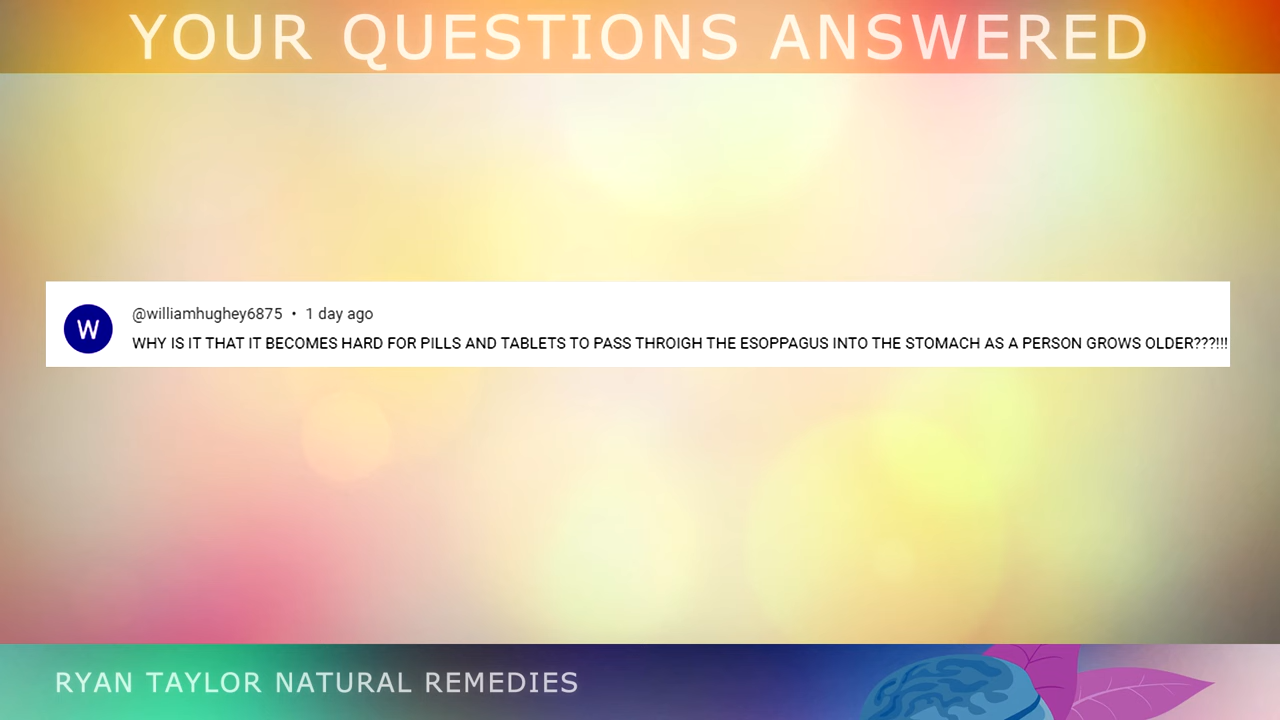 YOUR QUESTIONS ANSWERED
W
@williamhughey6875 • 1 day ago
WHY IS IT THAT IT BECOMES HARD FOR PILLS AND TABLETS TO PASS THROIGH THE ESOPPAGUS INTO THE STOMACH AS A PERSON GROWS OLDER???!!!
RYAN TAYLOR NATURAL REMEDIES